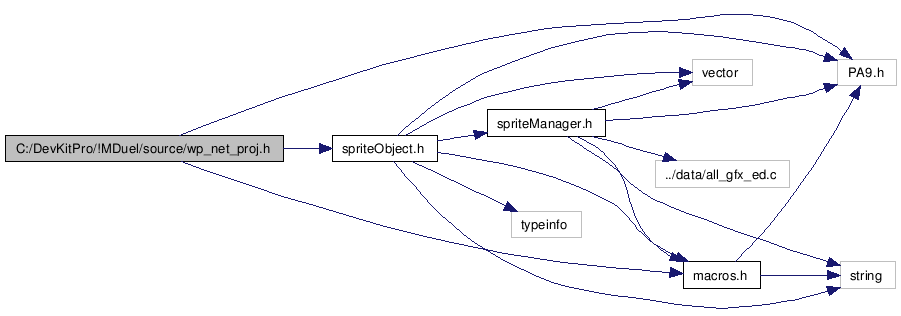 C:/DevKitPro/!MDuel/source/wp_net_proj.h
spriteObject.h
spriteManager.h
vector
PA9.h
../data/all_gfx_ed.c
typeinfo
macros.h
string